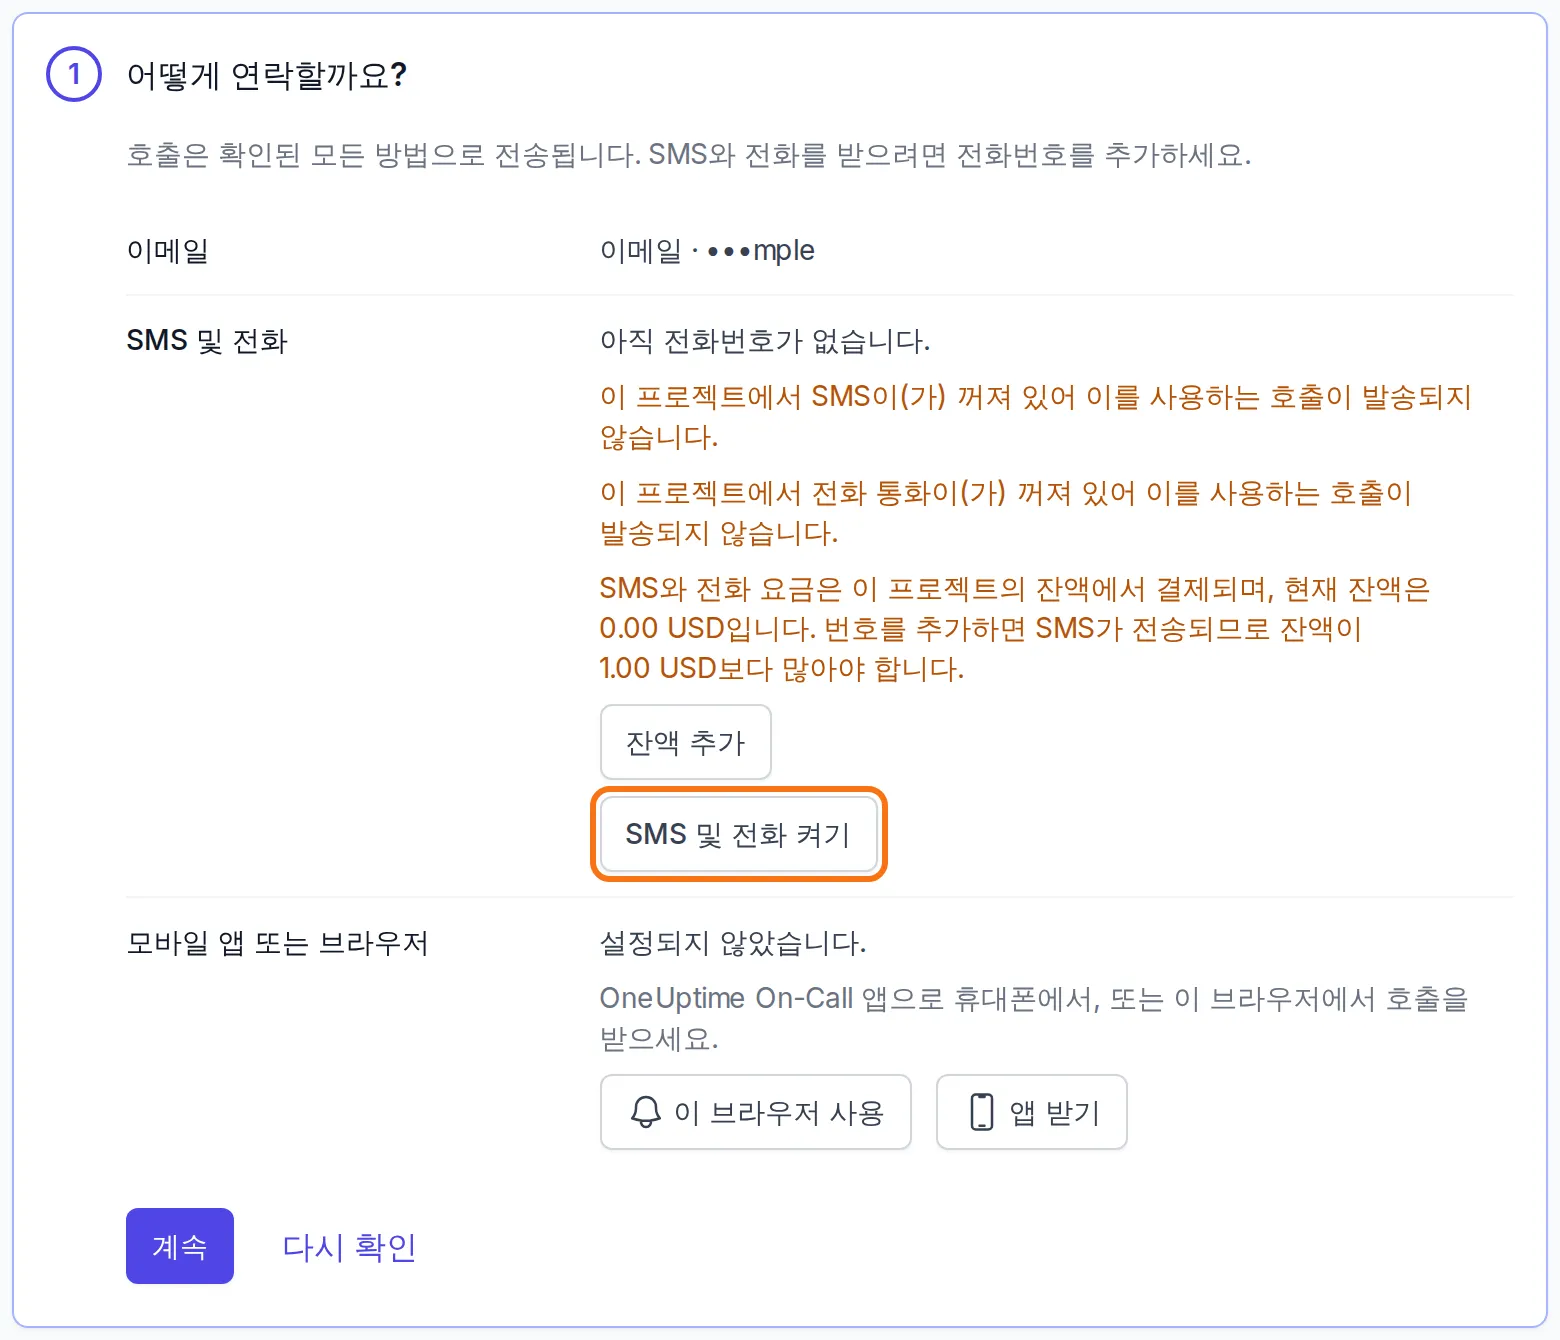 1
어떻게 연락할까요?
호출은 확인된 모든 방법으로 전송됩니다. SMS와 전화를 받으려면 전화번호를 추가하세요.
이메일
이메일 · •••mple
SMS 및 전화
아직 전화번호가 없습니다.
이 프로젝트에서 SMS이(가) 꺼져 있어 이를 사용하는 호출이 발송되지
않습니다.
이 프로젝트에서 전화 통화이(가) 꺼져 있어 이를 사용하는 호출이
발송되지 않습니다.
SMS와 전화 요금은 이 프로젝트의 잔액에서 결제되며, 현재 잔액은
0.00 USD입니다. 번호를 추가하면 SMS가 전송되므로 잔액이
1.00 USD보다 많아야 합니다.
잔액 추가
SMS 및 전화 켜기
모바일 앱 또는 브라우저
설정되지 않았습니다.
OneUptime On-Call 앱으로 휴대폰에서, 또는 이 브라우저에서 호출을
받으세요.
이 브라우저 사용
앱 받기
계속
다시 확인